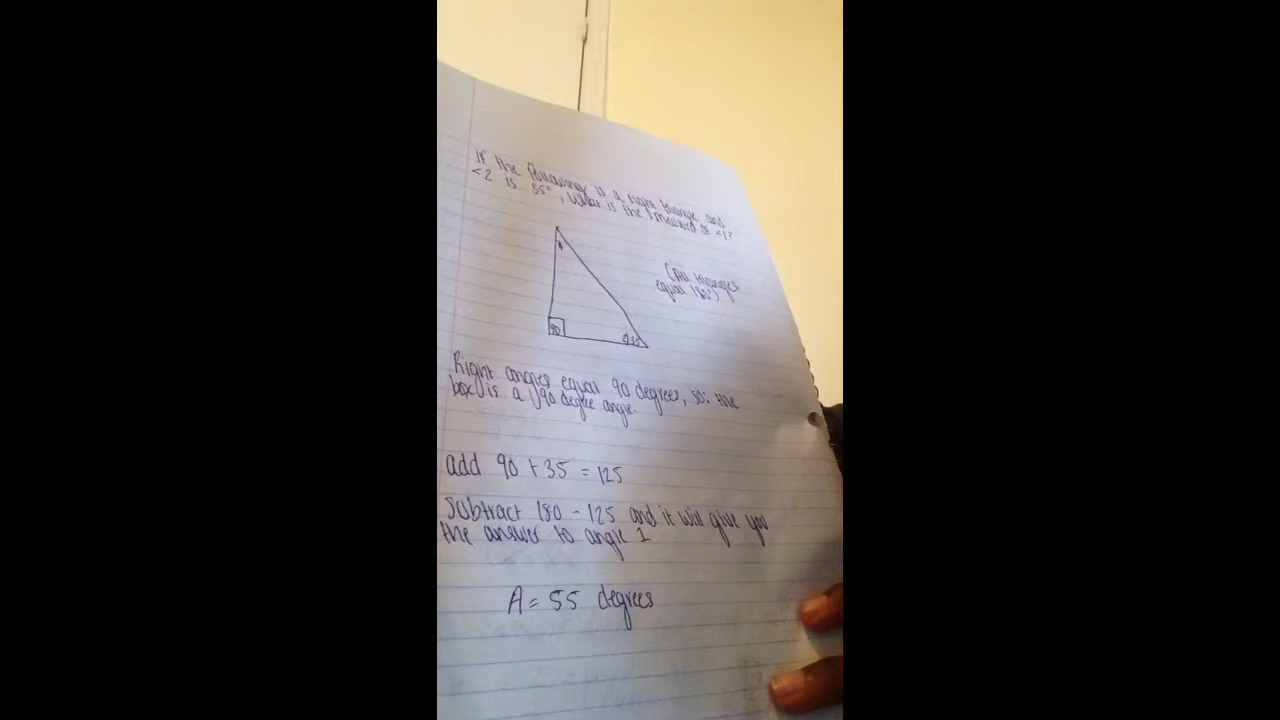 If the following is a right triangle and
<2 is 35°, What is the measure of <1?
(All triangles
equal 180°)
90
35
Right angles equal 90 degrees, so: the
box is a 90 degree angle.
add 90 + 35 = 125
Subtract 180 - 125 and it will give you
the answer to angle 1
A = 55 degrees